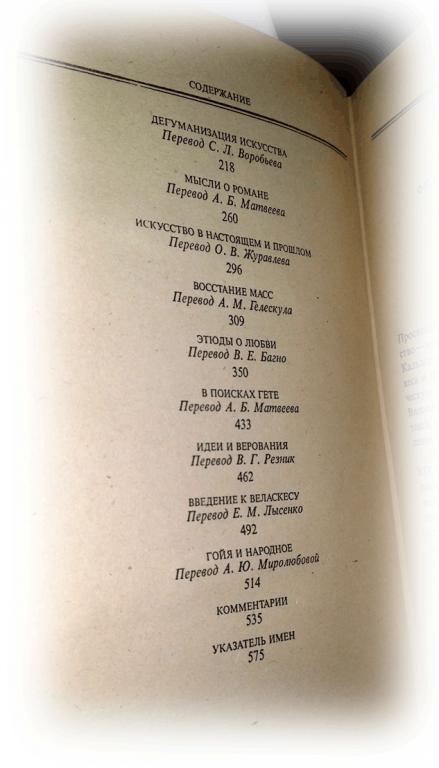 СОДЕРЖАНИЕ
ДЕГУМАНИЗАЦИЯ ИСКУССТВА
Перевод С. Л. Воробьева
218
МЫСЛИ О РОМАНЕ
Перевод А. Б. Матвеева
260
ИСКУССТВО В НАСТОЯЩЕМ И ПРОШЛОМ
Перевод О. В. Журавлева
296
ВОССТАНИЕ МАСС
Перевод А. М. Гелескула
309
ЭТЮДЫ О ЛЮБВИ
Перевод В. Е. Багно
350
В ПОИСКАХ ГЕТЕ
Перевод А. Б. Матвеева
433
ИДЕИ И ВЕРОВАНИЯ
Перевод В. Г. Резник
462
ВВЕДЕНИЕ К ВЕЛАСКЕСУ
Перевод Е. М. Лысенко
492
ГОЙЯ И НАРОДНОЕ
Перевод А. Ю. Миролюбовой
514
КОММЕНТАРИИ
535
УКАЗАТЕЛЬ ИМЕН
575